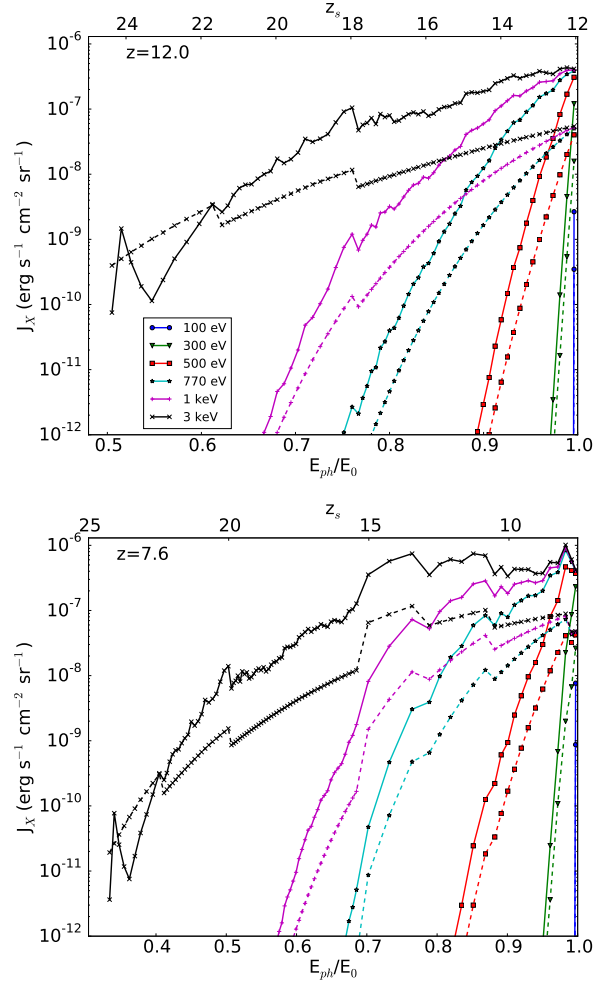 24 22 20 18 16 14 12
z_s
z=12.0
10^{-6}
10^{-7}
10^{-8}
10^{-9}
10^{-10}
10^{-11}
10^{-12}
J_X (erg s^{-1} cm^{-2} sr^{-1})
100 eV
300 eV
500 eV
770 eV
1 keV
3 keV
0.5 0.6 0.7 0.8 0.9 1.0
E_{ph}/E_0
z_s
25 20 15 10
z=7.6
10^{-6}
10^{-7}
10^{-8}
10^{-9}
10^{-10}
10^{-11}
10^{-12}
J_X (erg s^{-1} cm^{-2} sr^{-1})
0.4 0.5 0.6 0.7 0.8 0.9 1.0
E_{ph}/E_0